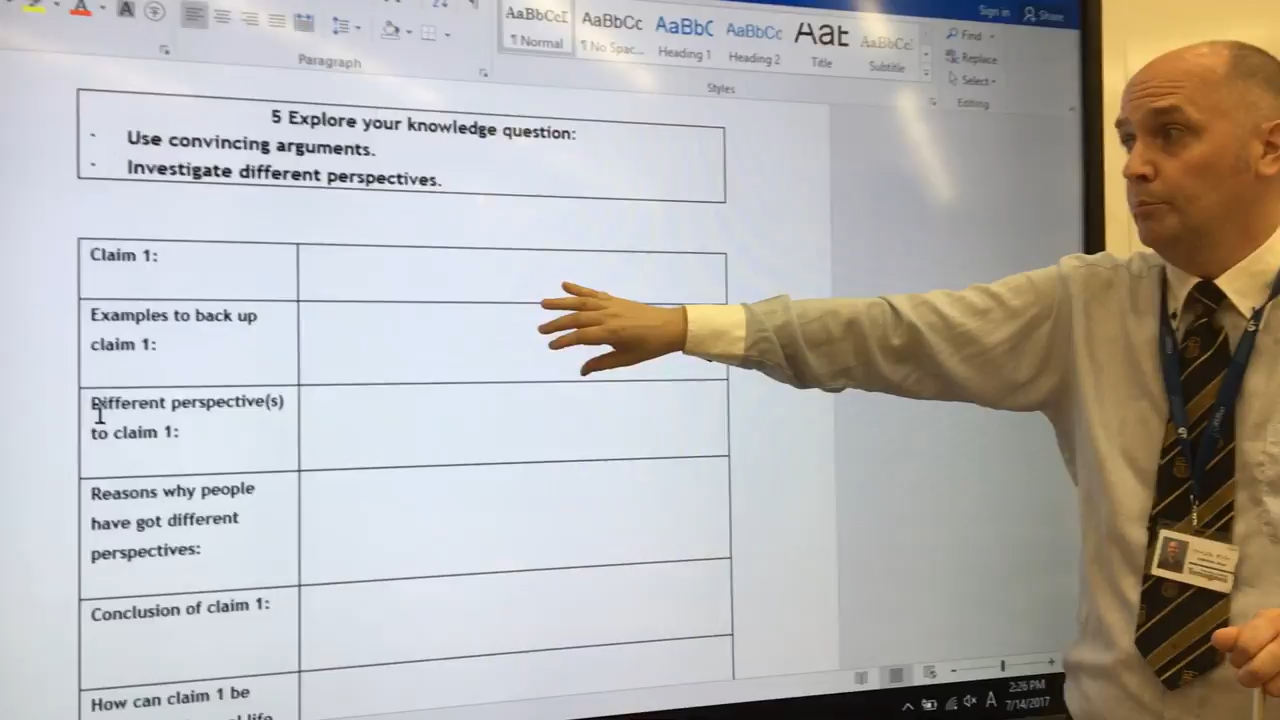 Sign in Share
AaBbCcI AaBbCc AaBbC AaBbCc Aab AaBbCcI
¶ Normal ¶ No Spac... Heading 1 Heading 2 Title Subtitle
Find
Replace
Select
Paragraph Styles Editing
5 Explore your knowledge question:
- Use convincing arguments.
- Investigate different perspectives.
Claim 1:
Examples to back up
claim 1:
Different perspective(s)
to claim 1:
Reasons why people
have got different
perspectives:
Conclusion of claim 1:
How can claim 1 be
life
A 2:26 PM
7/14/2017